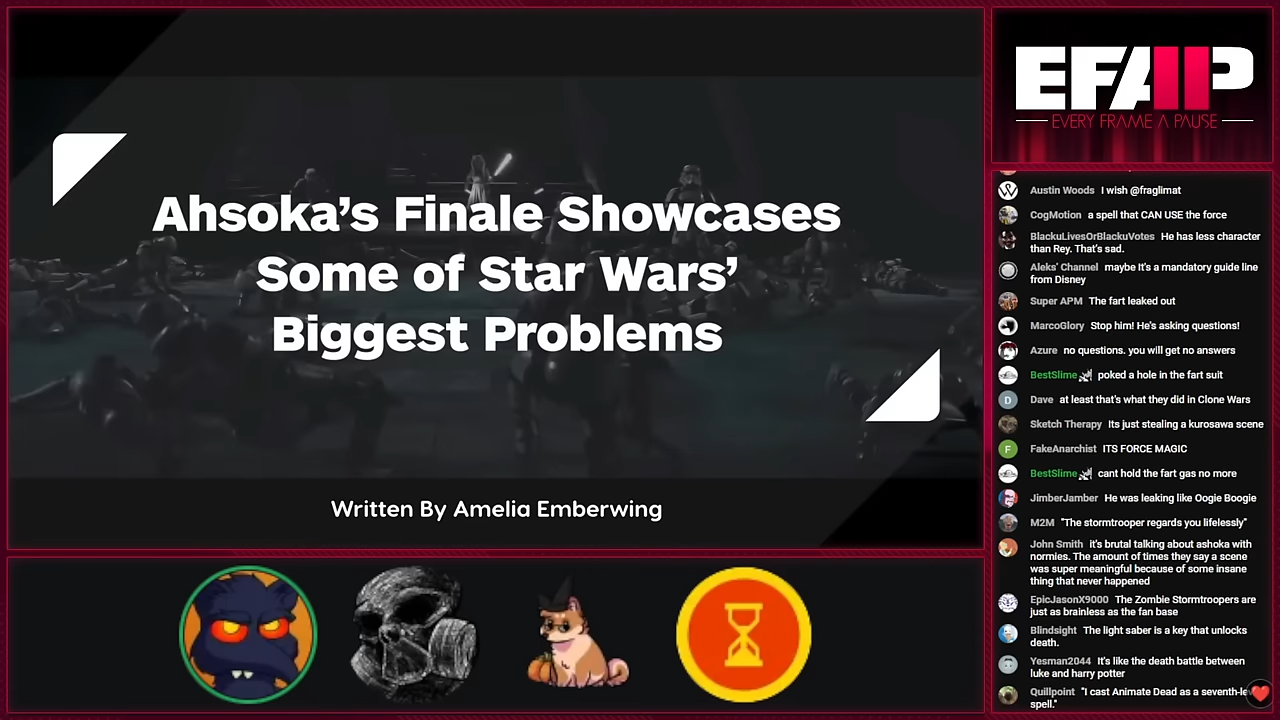 Ahsoka’s Finale Showcases
Some of Star Wars’
Biggest Problems
Written By Amelia Emberwing
EFAP
EVERY FRAME A PAUSE
Austin Woods I wish @fraglimat
CogMotion a spell that CAN USE the force
BlackuLivesOrBlackuVotes He has less character
than Rey. That's sad.
Aleks' Channel maybe It's a mandatory guide line
from Disney
Super APM The fart leaked out
MarcoGlory Stop him! He's asking questions!
Azure no questions. you will get no answers
BestSlime poked a hole in the fart suit
D Dave at least that's what they did in Clone Wars
Sketch Therapy Its just stealing a kurosawa scene
F FakeAnarchist ITS FORCE MAGIC
BestSlime cant hold the fart gas no more
JimberJamber He was leaking like Oogie Boogie
M2M "The stormtrooper regards you lifelessly"
John Smith it's brutal talking about ashoka with
normies. The amount of times they say a scene
was super meaningful because of some insane
thing that never happened
EpicJasonX9000 The Zombie Stormtroopers are
just as brainless as the fan base
Blindsight The light saber is a key that unlocks
death.
Yesman2044 It's like the death battle between
luke and harry potter
Quillpoint "I cast Animate Dead as a
spell."